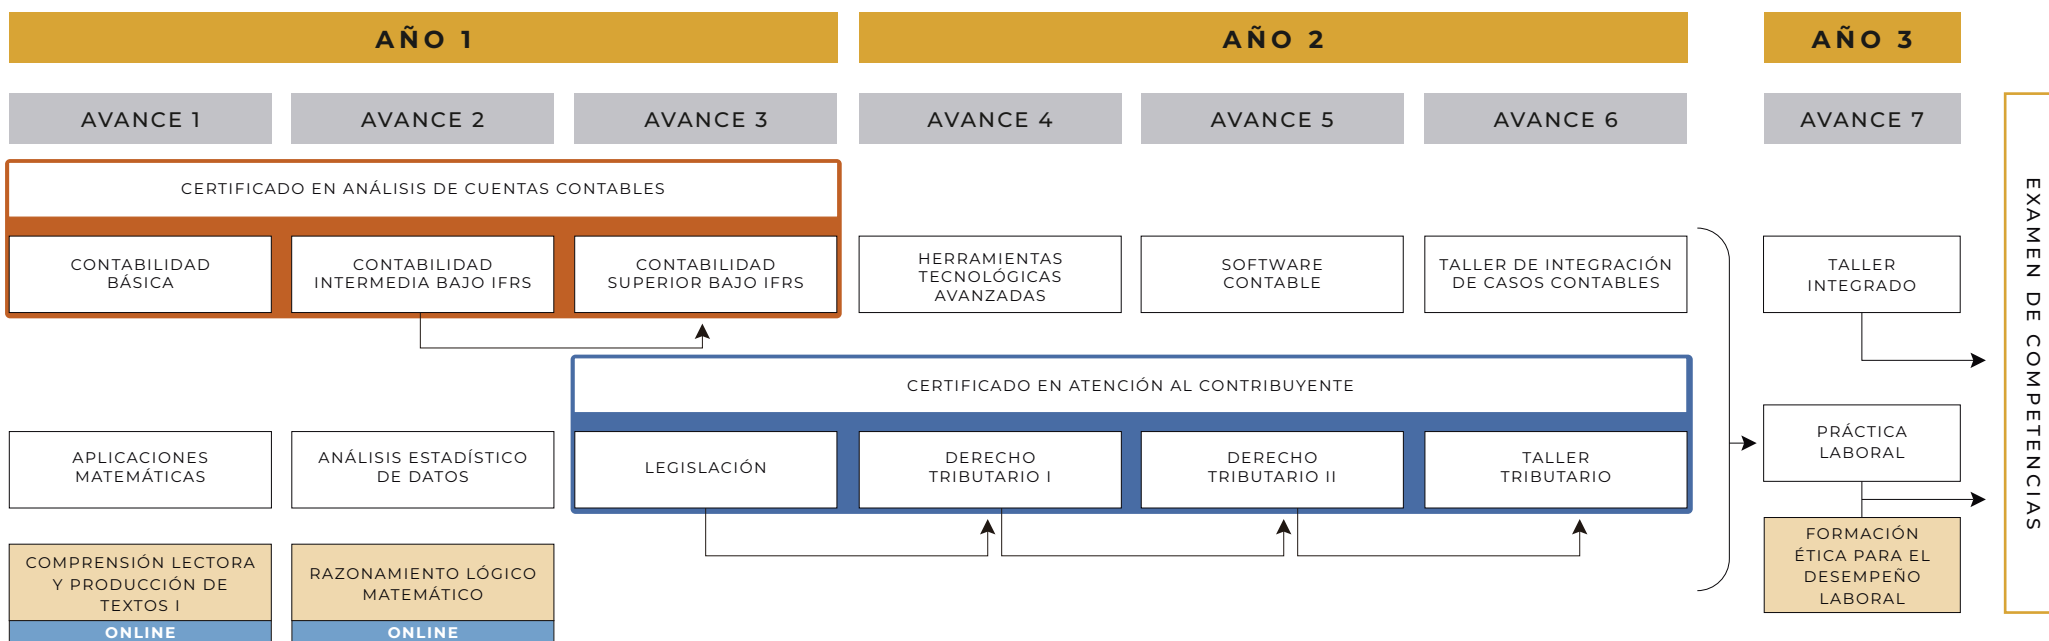 AÑO 1
AÑO 2
AÑO 3
AVANCE 1
AVANCE 2
AVANCE 3
AVANCE 4
AVANCE 5
AVANCE 6
AVANCE 7
CERTIFICADO EN ANÁLISIS DE CUENTAS CONTABLES
CONTABILIDAD
BÁSICA
CONTABILIDAD
INTERMEDIA BAJO IFRS
CONTABILIDAD
SUPERIOR BAJO IFRS
HERRAMIENTAS
TECNOLÓGICAS
AVANZADAS
SOFTWARE
CONTABLE
TALLER DE INTEGRACIÓN
DE CASOS CONTABLES
TALLER
INTEGRADO
CERTIFICADO EN ATENCIÓN AL CONTRIBUYENTE
APLICACIONES
MATEMÁTICAS
ANÁLISIS ESTADÍSTICO
DE DATOS
LEGISLACIÓN
DERECHO
TRIBUTARIO I
DERECHO
TRIBUTARIO II
TALLER
TRIBUTARIO
PRÁCTICA
LABORAL
COMPRENSIÓN LECTORA
Y PRODUCCIÓN DE
TEXTOS I
ONLINE
RAZONAMIENTO LÓGICO
MATEMÁTICO
ONLINE
FORMACIÓN
ÉTICA PARA EL
DESEMPEÑO
LABORAL
EXAMEN DE COMPETENCIAS